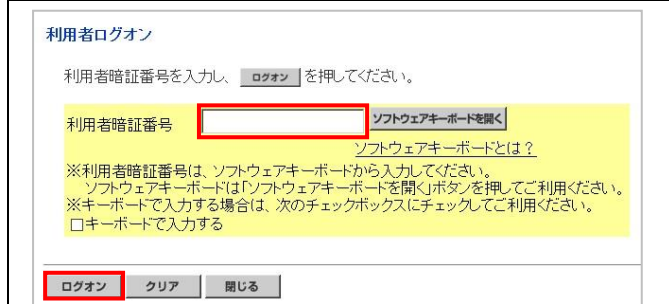 利用者ログオン
利用者暗証番号を入力し、 ログオン を押してください。
利用者暗証番号 ソフトウェアキーボードを開く
ソフトウェアキーボードとは？
※利用者暗証番号は、ソフトウェアキーボードから入力してください。
ソフトウェアキーボードは「ソフトウェアキーボードを開く」ボタンを押してご利用ください。
※キーボードで入力する場合は、次のチェックボックスにチェックしてご利用ください。
□キーボードで入力する
ログオン クリア 閉じる